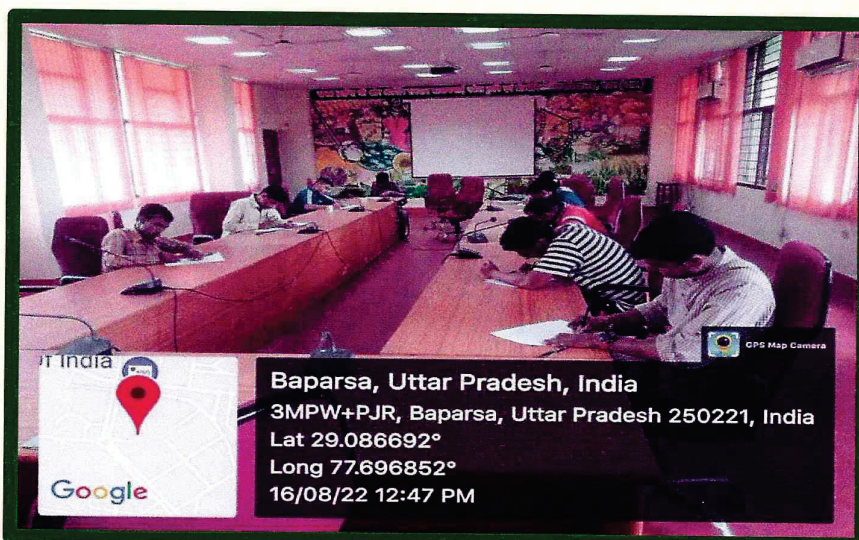 GPS Map Camera
of India
Google
Baparsa, Uttar Pradesh, India
3MPW+PJR, Baparsa, Uttar Pradesh 250221, India
Lat 29.086692°
Long 77.696852°
16/08/22 12:47 PM